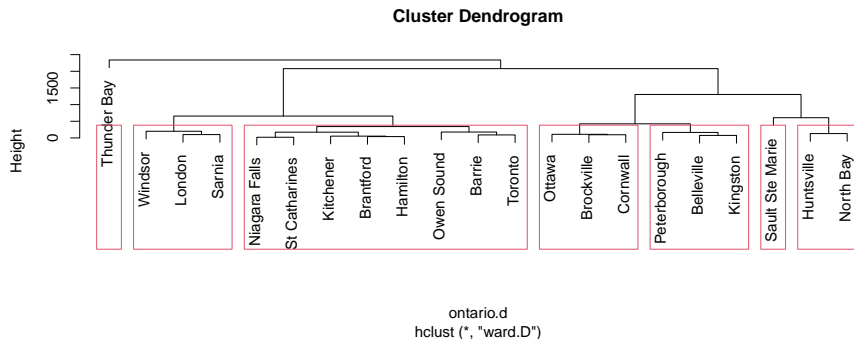 Cluster Dendrogram
Height
0
1500
Thunder Bay
Windsor
London
Sarnia
Niagara Falls
St Catharines
Kitchener
Brantford
Hamilton
Owen Sound
Barrie
Toronto
Ottawa
Brockville
Cornwall
Peterborough
Belleville
Kingston
Sault Ste Marie
Huntsville
North Bay
ontario.d
hclust (*, "ward.D")